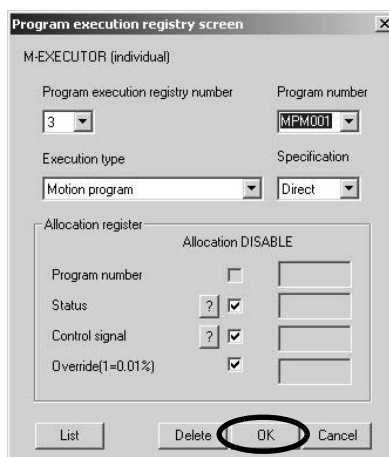 Program execution registry screen
M-EXECUTOR (individual)
Program execution registry number Program number
3 MPM001
Execution type Specification
Motion program Direct
Allocation register
Allocation DISABLE
Program number
Status ?
Control signal ?
Override(1=0.01%)
List Delete OK Cancel